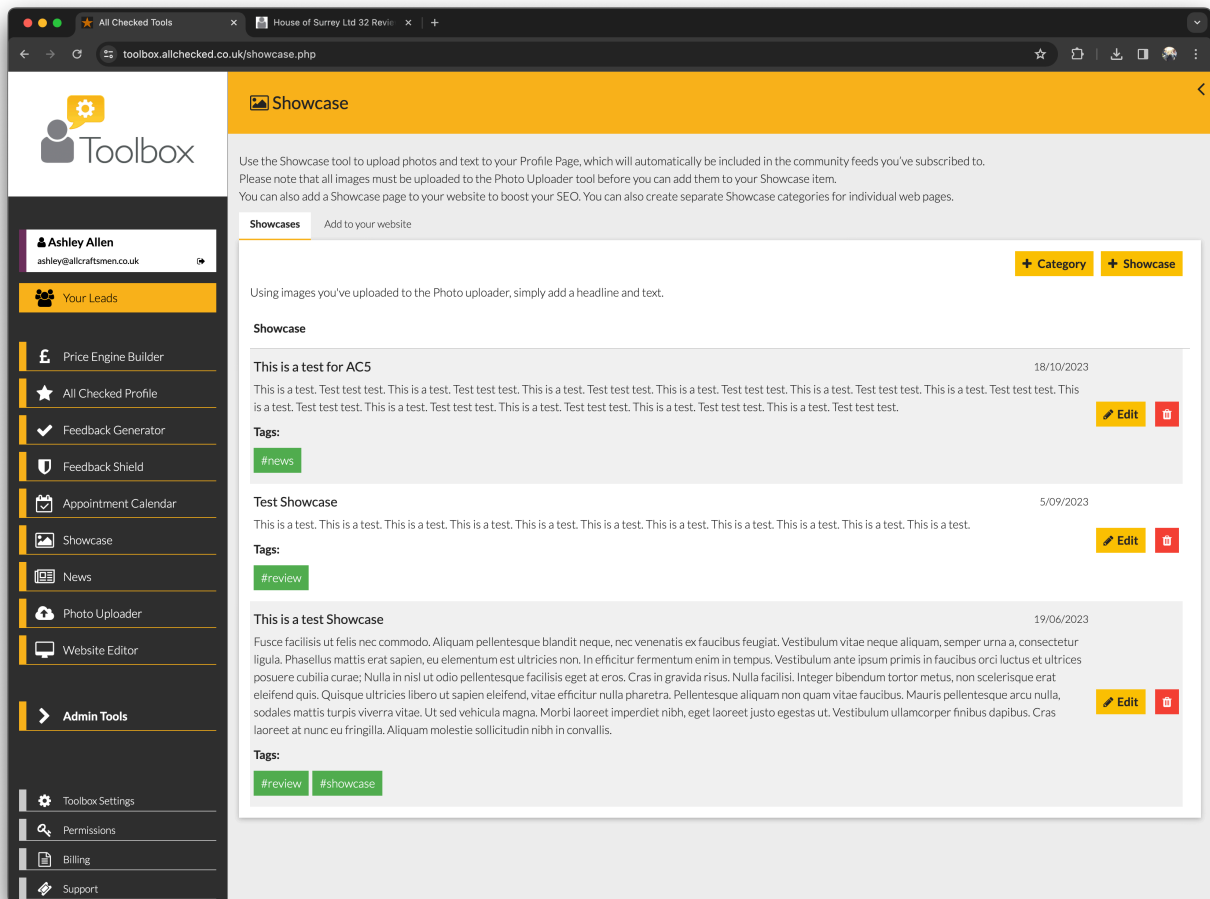 All Checked Tools
House of Surrey Ltd 32 Revie
toolbox.allchecked.co.uk/showcase.php
Toolbox
Ashley Allen
ashley@allcraftsmen.co.uk
Your Leads
Price Engine Builder
All Checked Profile
Feedback Generator
Feedback Shield
Appointment Calendar
Showcase
News
Photo Uploader
Website Editor
Admin Tools
Toolbox Settings
Permissions
Billing
Support
Showcase
Use the Showcase tool to upload photos and text to your Profile Page, which will automatically be included in the community feeds you've subscribed to.
Please note that all images must be uploaded to the Photo Uploader tool before you can add them to your Showcase item.
You can also add a Showcase page to your website to boost your SEO. You can also create separate Showcase categories for individual web pages.
Showcases
Add to your website
+ Category
+ Showcase
Using images you've uploaded to the Photo uploader, simply add a headline and text.
Showcase
This is a test for AC5
18/10/2023
This is a test. Test test test. This is a test. Test test test. This is a test. Test test test. This is a test. Test test test. This is a test. Test test test. This is a test. Test test test. This
is a test. Test test test. This is a test. Test test test. This is a test. Test test test. This is a test. Test test test. This is a test. Test test test.
Tags:
#news
Edit
Test Showcase
5/09/2023
This is a test. This is a test. This is a test. This is a test. This is a test. This is a test. This is a test. This is a test. This is a test. This is a test. This is a test.
Tags:
#review
Edit
This is a test Showcase
19/06/2023
Fusce facilisis ut felis nec commodo. Aliquam pellentesque blandit neque, nec venenatis ex faucibus feugiat. Vestibulum vitae neque aliquam, semper urna a, consectetur
ligula. Phasellus mattis erat sapien, eu elementum est ultricies non. In efficitur fermentum enim in tempus. Vestibulum ante ipsum primis in faucibus orci luctus et ultrices
posuere cubilia curae; Nulla in nisl ut odio pellentesque facilisis eget at eros. Cras in gravida risus. Nulla facilisi. Integer bibendum tortor metus, non scelerisque erat
eleifend quis. Quisque ultricies libero ut sapien eleifend, vitae efficitur nulla pharetra. Pellentesque aliquam non quam vitae faucibus. Mauris pellentesque arcu nulla,
sodales mattis turpis viverra vitae. Ut sed vehicula magna. Morbi laoreet imperdiet nibh, eget laoreet justo egestas ut. Vestibulum ullamcorper finibus dapibus. Cras
laoreet at nunc eu fringilla. Aliquam molestie sollicitudin nibh in convallis.
Tags:
#review
#showcase
Edit